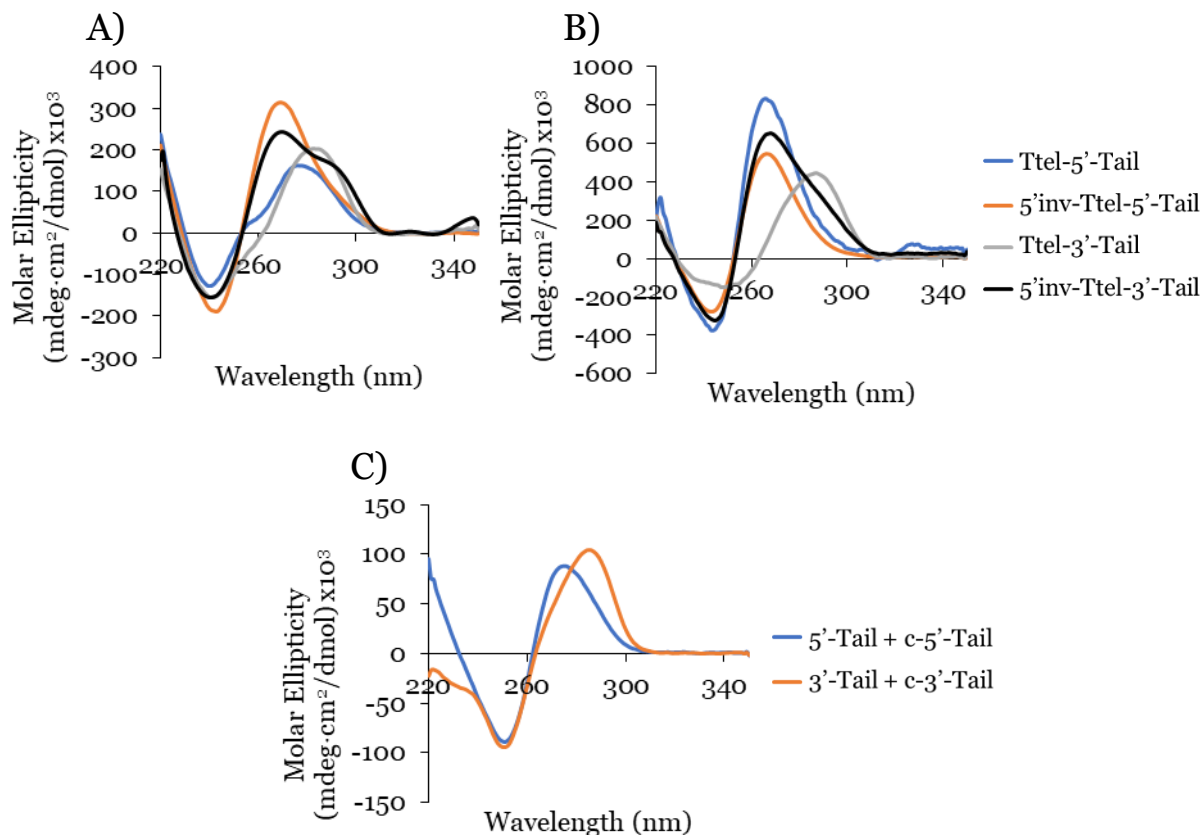 A)
Molar Ellipticity
(mdeg·cm²/dmol) x10³
400
300
200
100
0
-100
-200
-300
220
260
300
340
Wavelength (nm)
B)
Molar Ellipticity
(mdeg·cm²/dmol) x10³
1000
800
600
400
200
0
-200
-400
-600
220
260
300
340
Wavelength (nm)
Ttel-5’-Tail
5’inv-Ttel-5’-Tail
Ttel-3’-Tail
5’inv-Ttel-3’-Tail
C)
Molar Ellipticity
(mdeg·cm²/dmol) x10³
150
100
50
0
-50
-100
-150
220
260
300
340
Wavelength (nm)
5’-Tail + c-5’-Tail
3’-Tail + c-3’-Tail